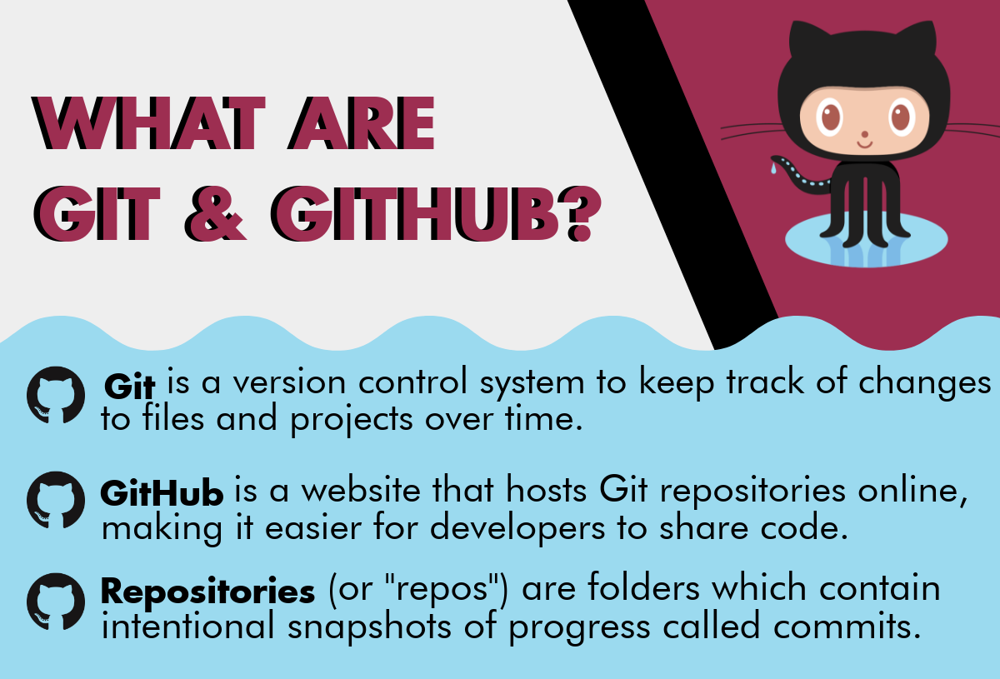 WHAT ARE
GIT & GITHUB?
Git is a version control system to keep track of changes
to files and projects over time.
GitHub is a website that hosts Git repositories online,
making it easier for developers to share code.
Repositories (or "repos") are folders which contain
intentional snapshots of progress called commits.